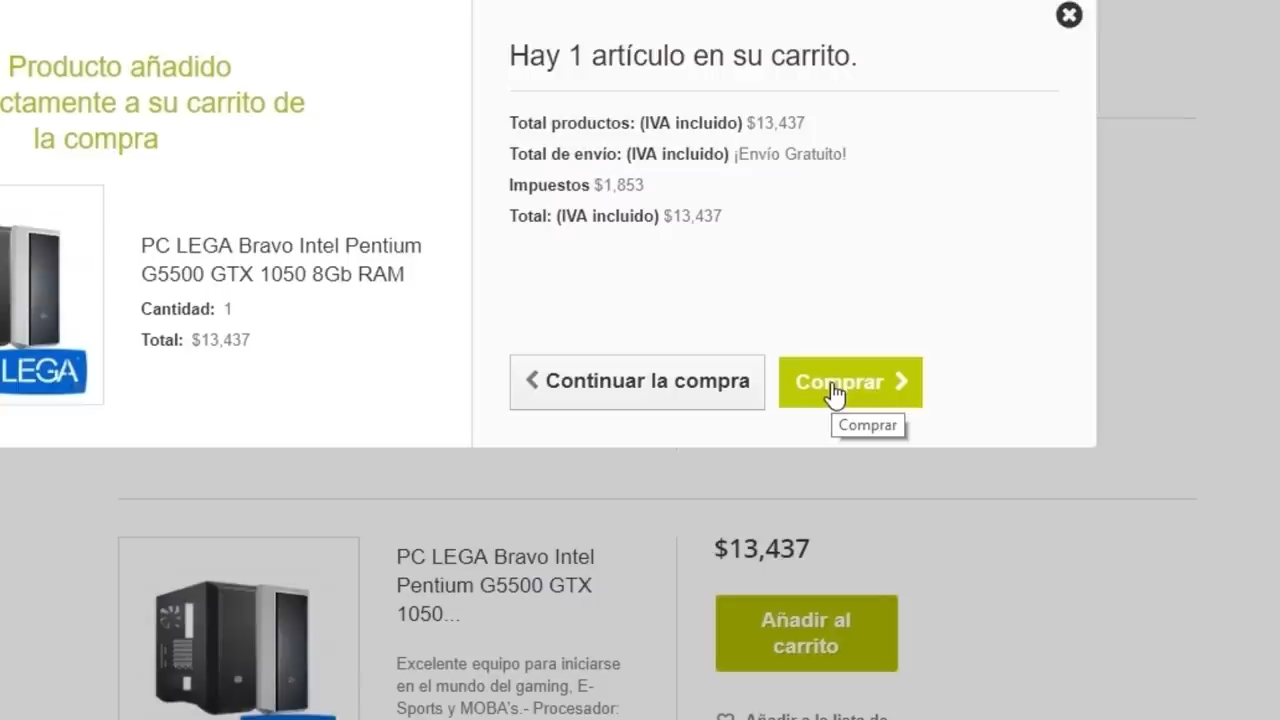 Producto añadido
ctamente a su carrito de
la compra
LEGA
PC LEGA Bravo Intel Pentium
G5500 GTX 1050 8Gb RAM
Cantidad: 1
Total: $13,437
Hay 1 artículo en su carrito.
Total productos: (IVA incluido) $13,437
Total de envío: (IVA incluido) ¡Envío Gratuito!
Impuestos $1,853
Total: (IVA incluido) $13,437
Continuar la compra
Comprar
Comprar
PC LEGA Bravo Intel
Pentium G5500 GTX
1050...
Excelente equipo para iniciarse
en el mundo del gaming, E-
Sports y MOBA's.- Procesador:
$13,437
Añadir al
carrito
Añadir a la lista de